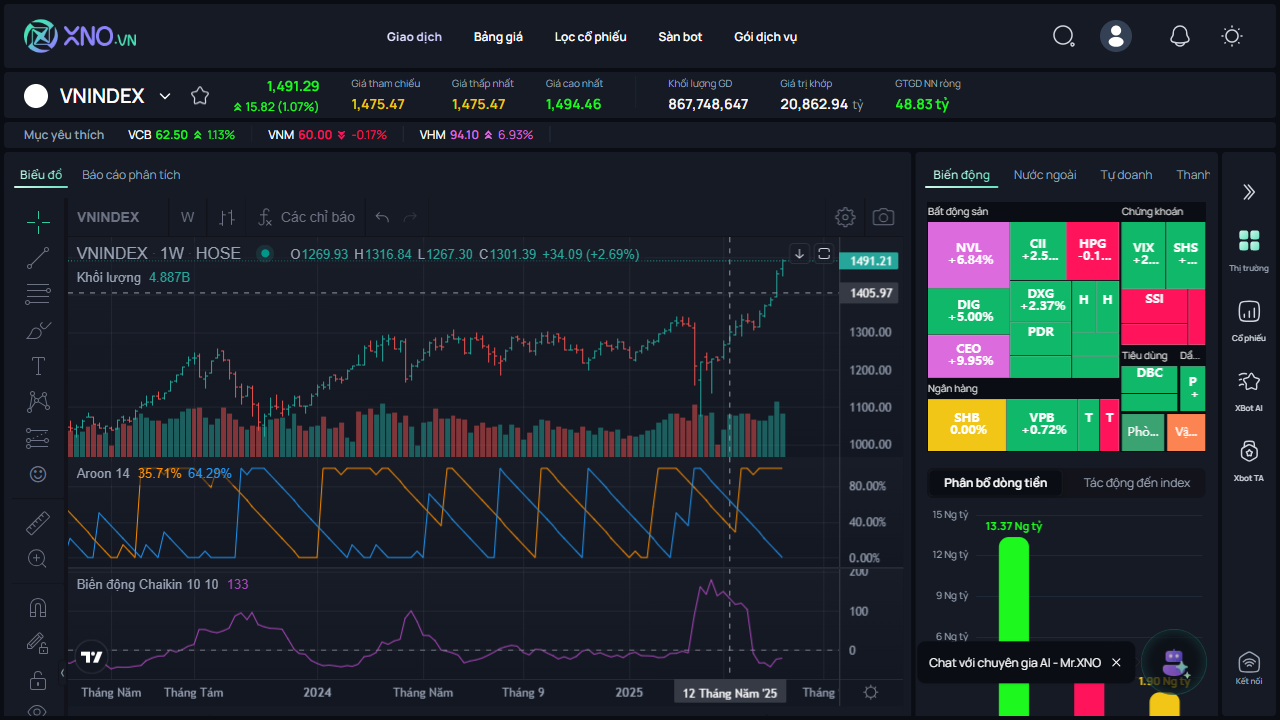 XNO.VN
Giao dịch Bảng giá Lọc cổ phiếu Sàn bot Gói dịch vụ
VNINDEX 1,491.29 15.82 (1.07%)
Giá tham chiếu 1,475.47
Giá thấp nhất 1,475.47
Giá cao nhất 1,494.46
Khối lượng GD 867,748,647
Giá trị khớp 20,862.94 tỷ
GTGD NN ròng 48.83 tỷ
Mục yêu thích VCB 62.50 1.13% VNM 60.00 -0.17% VHM 94.10 6.93%
Biểu đồ Báo cáo phân tích
VNINDEX W Các chỉ báo
VNINDEX · 1W · HOSE O1269.93 H1316.84 L1267.30 C1301.39 +34.09 (+2.69%)
Khối lượng 4.887B
1491.21
1405.97
1300.00
1200.00
1100.00
1000.00
Aroon 14 35.71% 64.29%
80.00%
40.00%
0.00%
Biên động Chaikin 10 10 133
200
100
0
Tháng Năm Tháng Tám 2024 Tháng Năm Tháng 9 2025 12 Tháng Năm '25 Tháng
Biến động Nước ngoài Tự doanh Thanh
Bất động sản
NVL +6.84%
CII +2.5...
HPG -0.1...
DIG +5.00%
DXG +2.37%
H H
CEO +9.95%
PDR
Chứng khoán
VIX +2...
SHS +...
SSI
Tiêu dùng Dầ...
DBC
P +
Ngân hàng
SHB 0.00%
VPB +0.72%
T T
Phò... Vậ...
Phân bổ dòng tiền Tác động đến index
15 Ng tỷ
13.37 Ng tỷ
12 Ng tỷ
9 Ng tỷ
6 Ng tỷ
1.90 Ng tỷ
Chat với chuyên gia AI - Mr.XNO
Thị trường
Cổ phiếu
XBot AI
Xbot TA
Kết nối